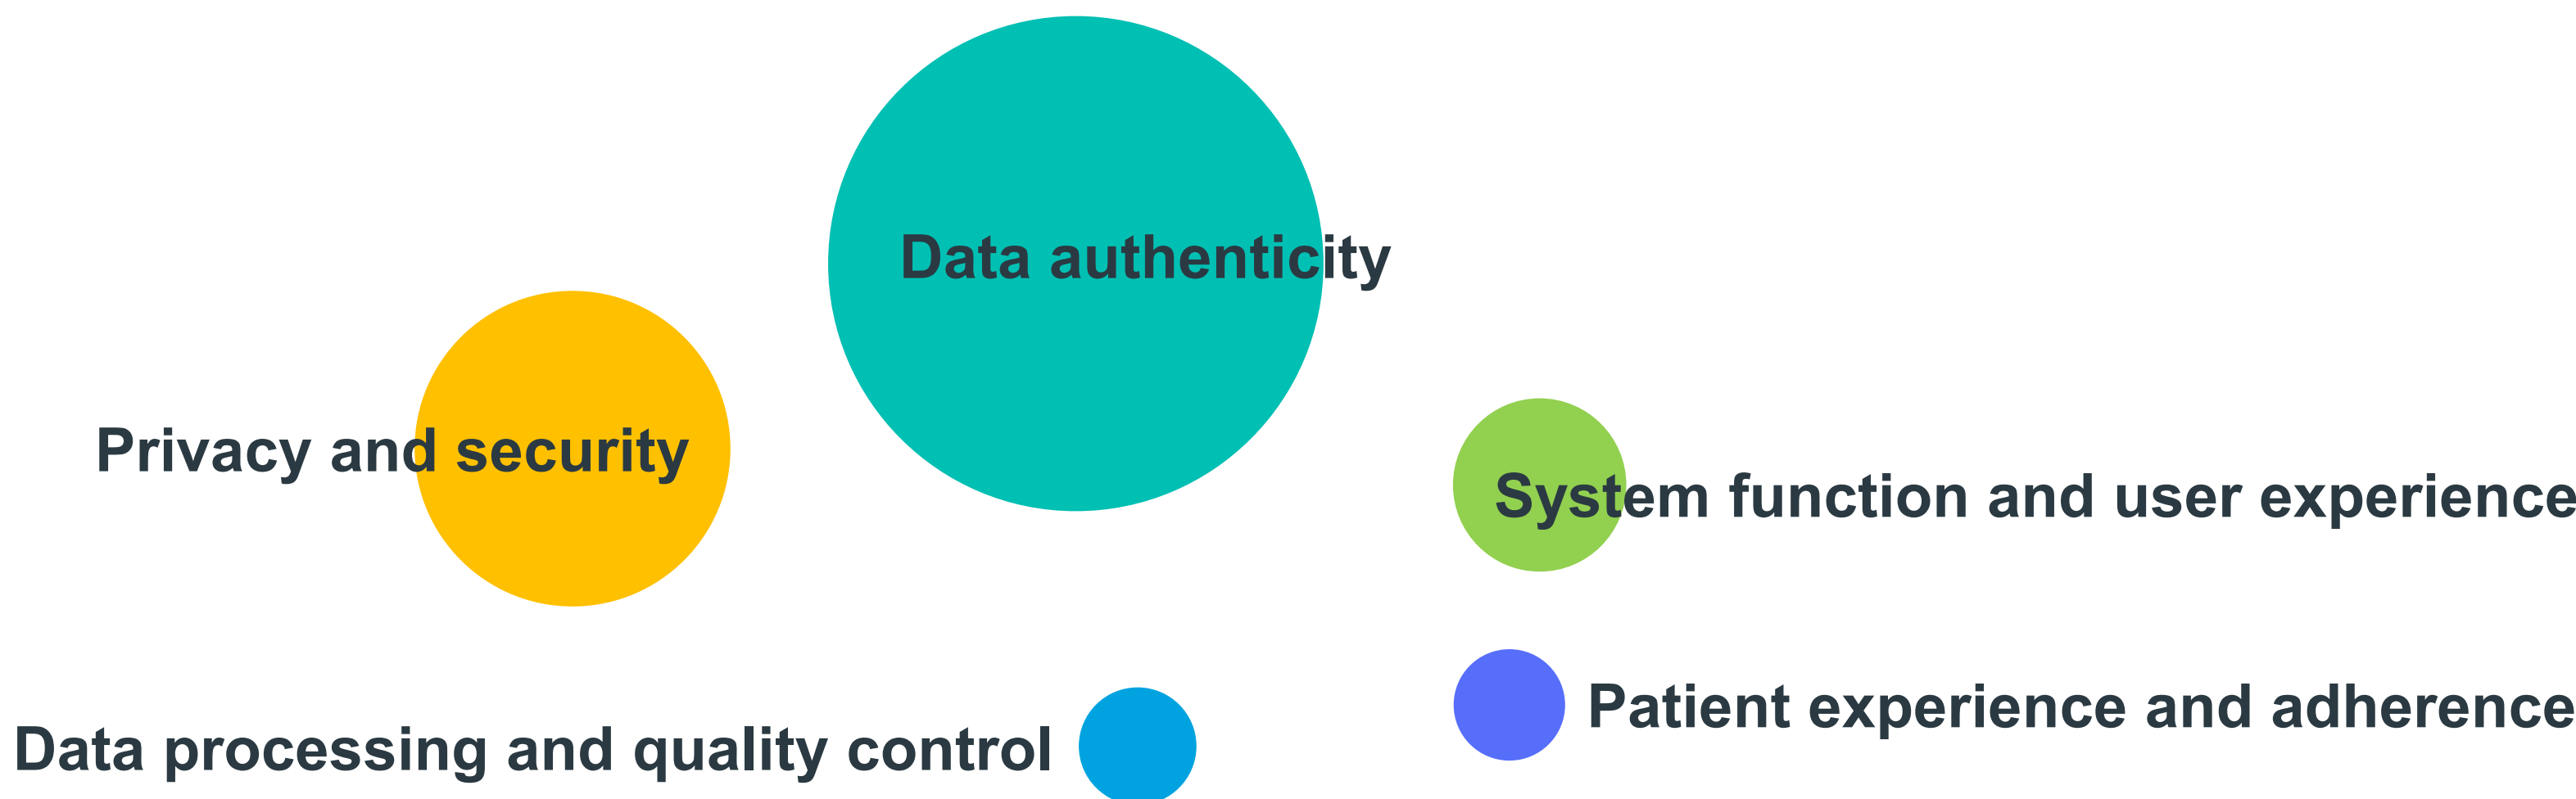 Data authenticity
Privacy and security
System function and user experience
Patient experience and adherence
Data processing and quality control